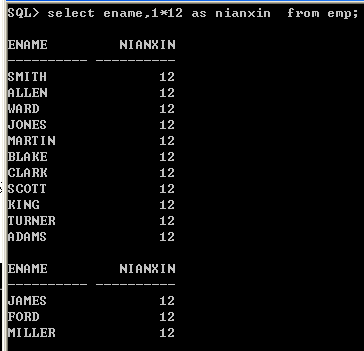 SQL> select ename,1*12 as nianxin  from emp;
ENAME         NIANXIN
---------- ----------
SMITH              12
ALLEN              12
WARD               12
JONES              12
MARTIN             12
BLAKE              12
CLARK              12
SCOTT              12
KING               12
TURNER             12
ADAMS              12
ENAME         NIANXIN
---------- ----------
JAMES              12
FORD               12
MILLER             12